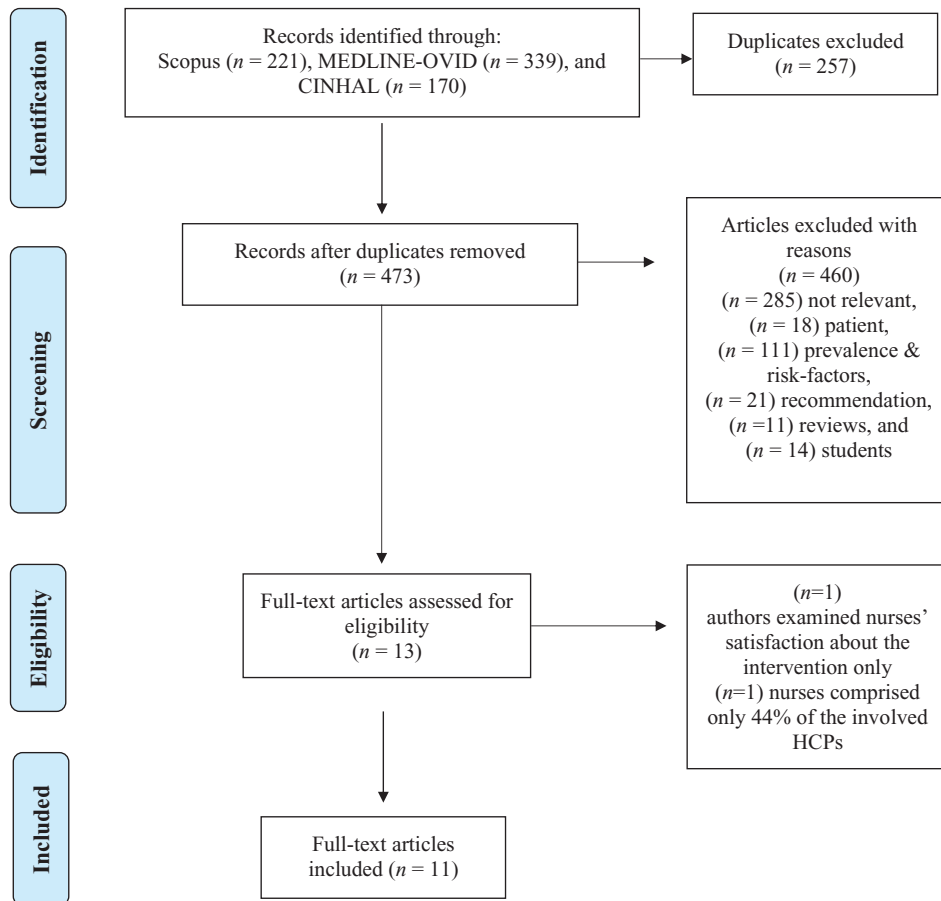 Identification
Records identified through:
Scopus (n = 221), MEDLINE-OVID (n = 339), and
CINHAL (n = 170)
Duplicates excluded
(n = 257)
Screening
Records after duplicates removed
(n = 473)
Articles excluded with
reasons
(n = 460)
(n = 285) not relevant,
(n = 18) patient,
(n = 111) prevalence &
risk-factors,
(n = 21) recommendation,
(n =11) reviews, and
(n = 14) students
Eligibility
Full-text articles assessed for
eligibility
(n = 13)
(n=1)
authors examined nurses’
satisfaction about the
intervention only
(n=1) nurses comprised
only 44% of the involved
HCPs
Included
Full-text articles
included (n = 11)